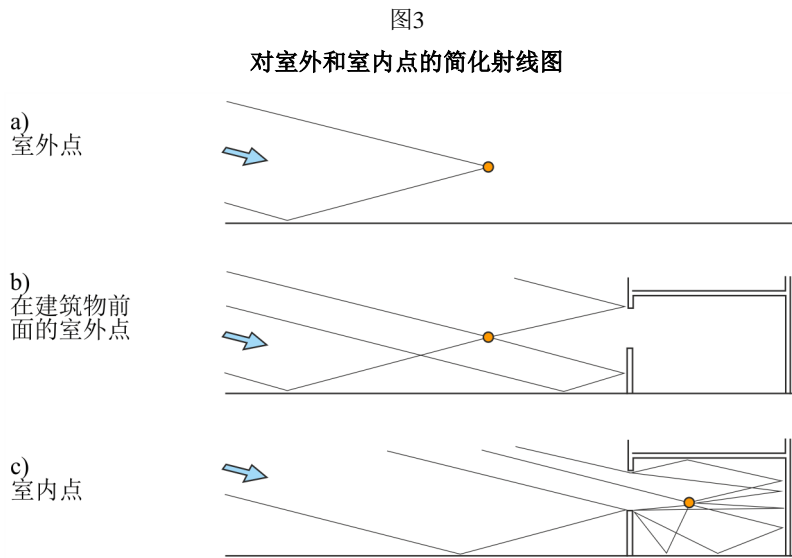 图3
对室外和室内点的简化射线图
a)
室外点
b)
在建筑物前
面的室外点
c)
室内点